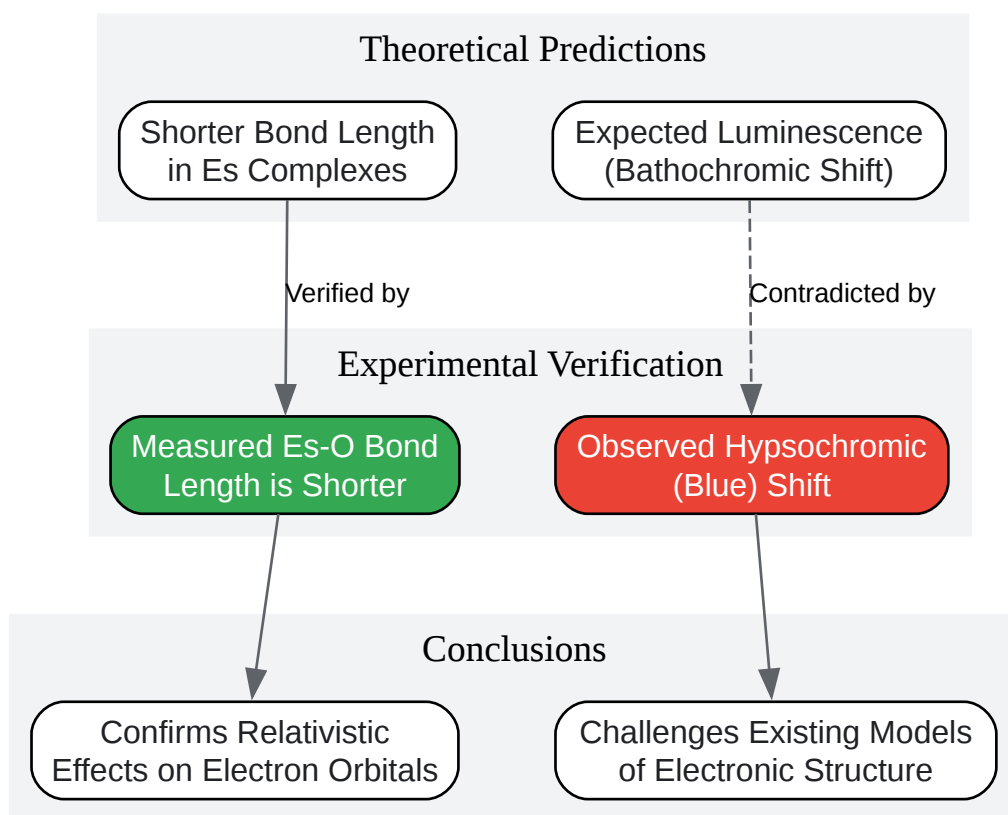 Theoretical Predictions
Shorter Bond Length
in Es Complexes
Expected Luminescence
(Bathochromic Shift)
Verified by
Contradicted by
Experimental Verification
Measured Es-O Bond
Length is Shorter
Observed Hypsochromic
(Blue) Shift
Conclusions
Confirms Relativistic
Effects on Electron Orbitals
Challenges Existing Models
of Electronic Structure